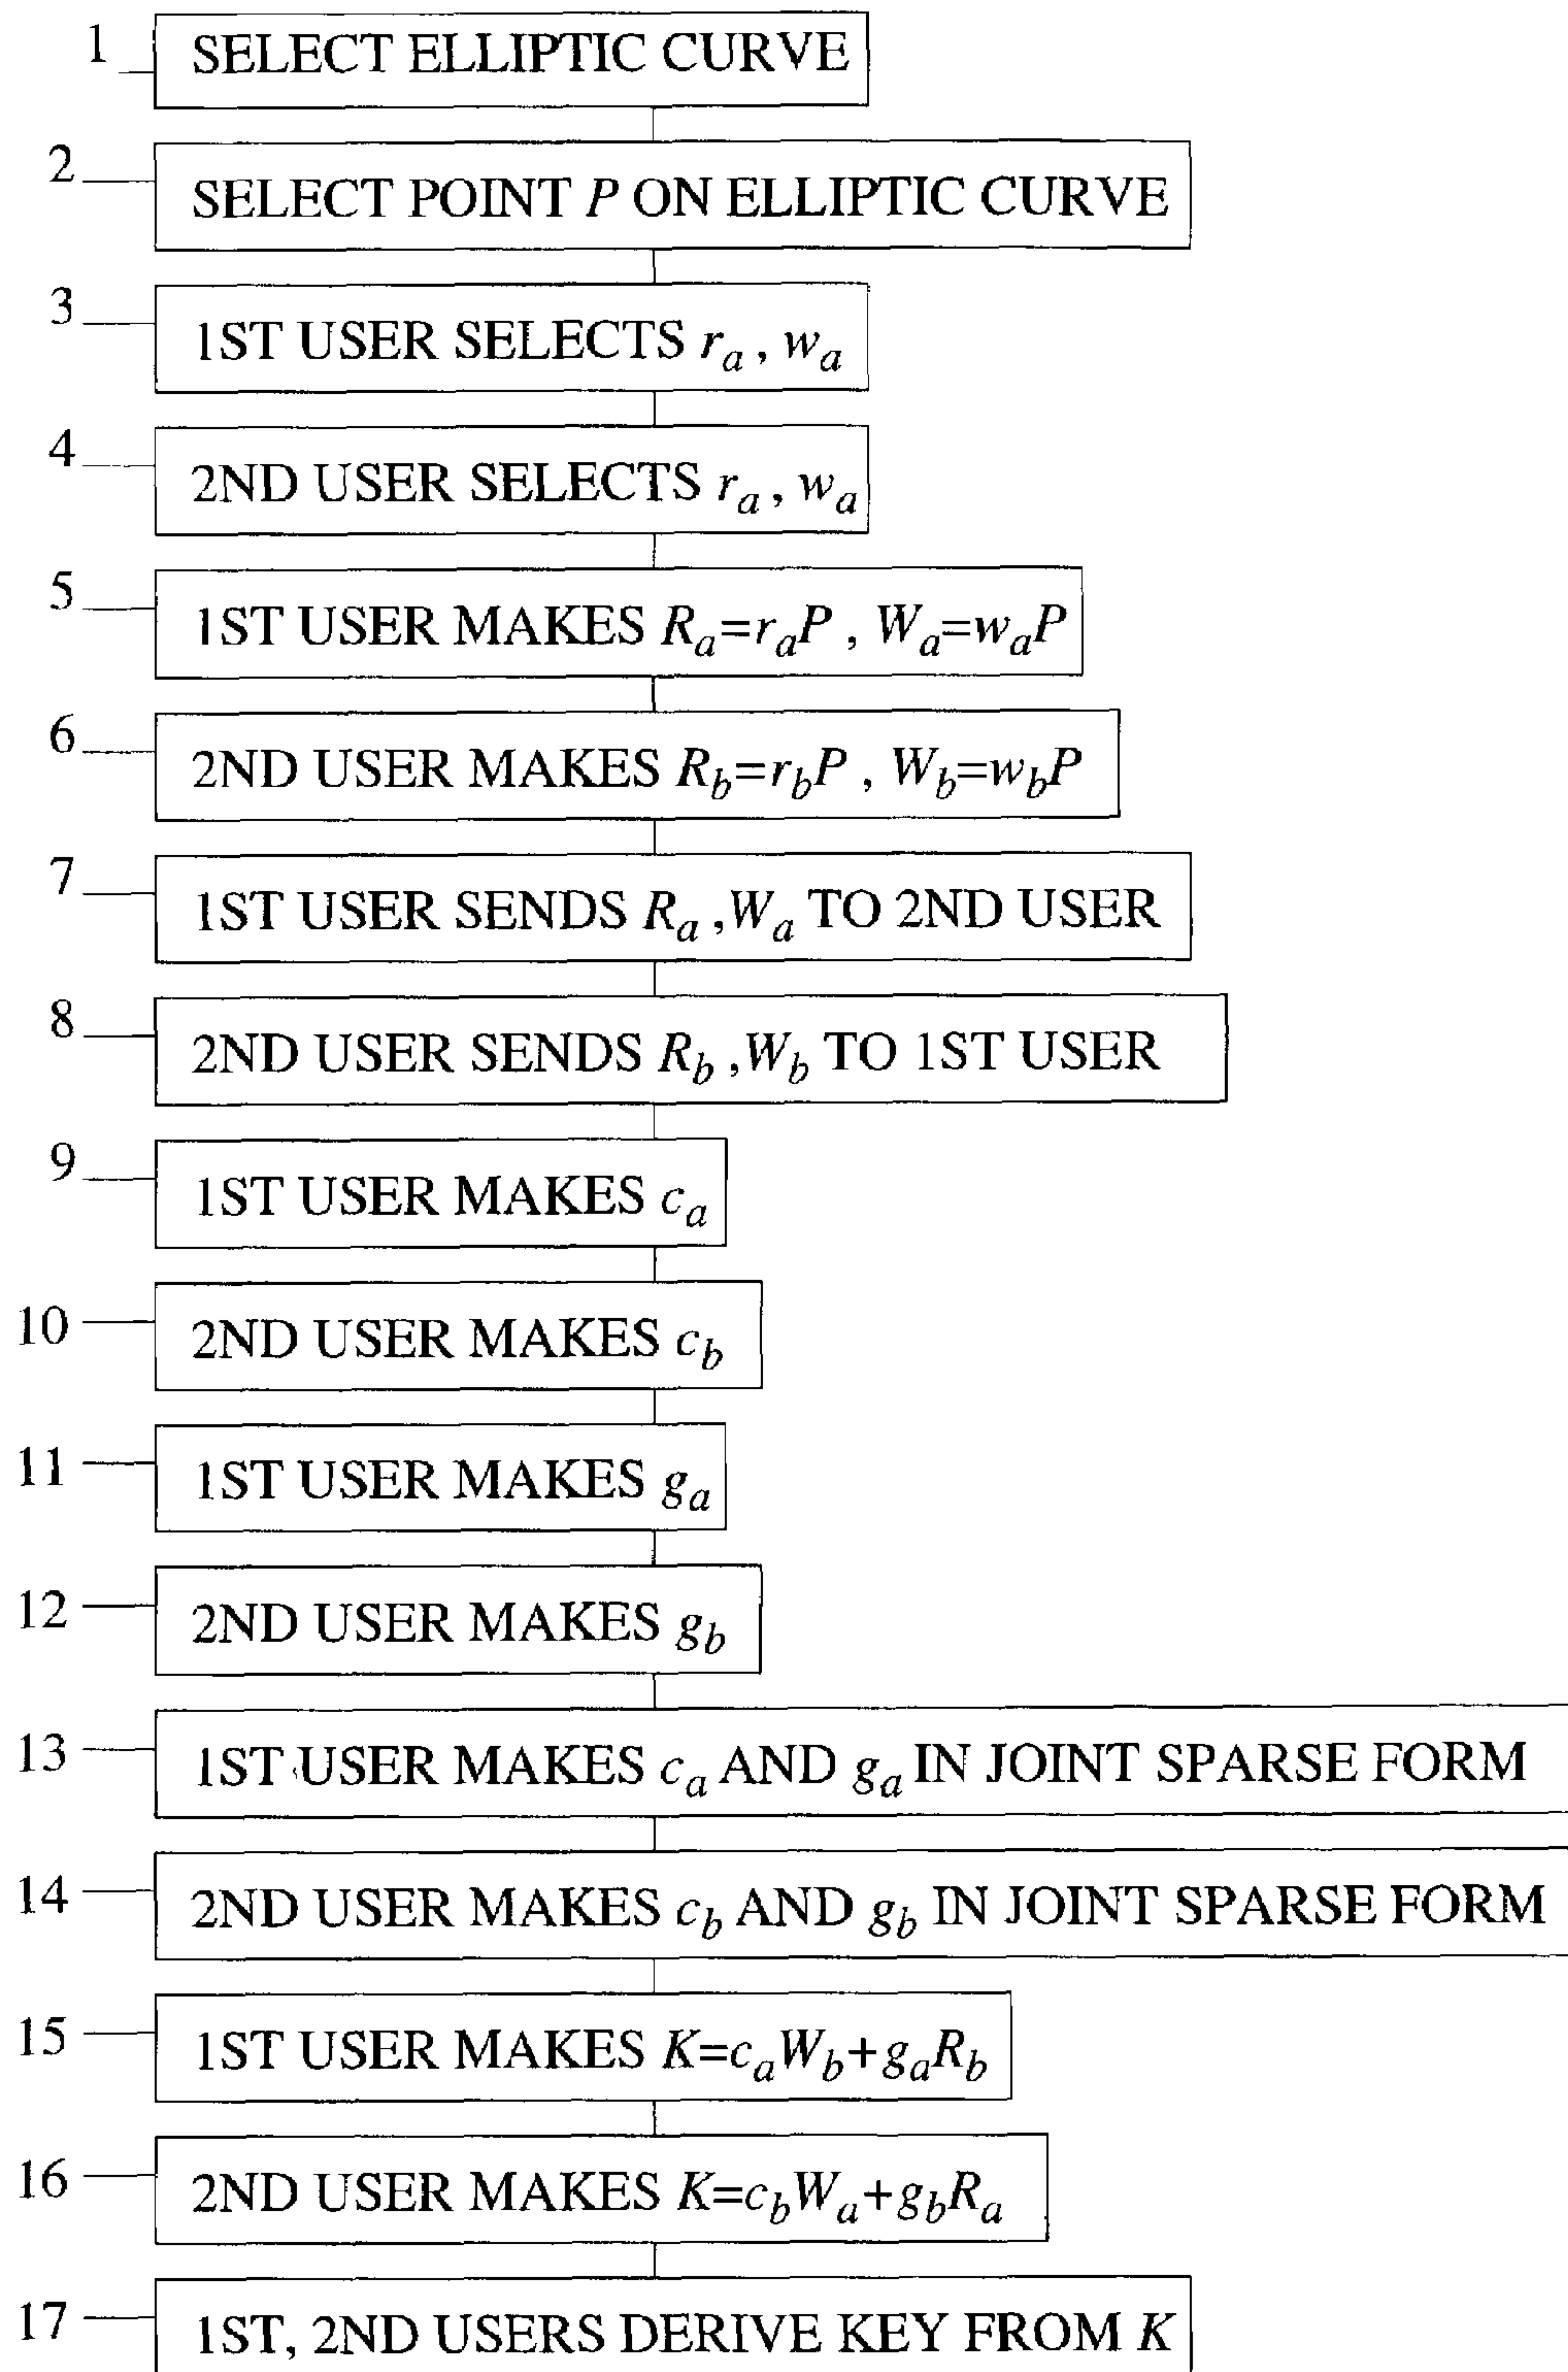 1 SELECT ELLIPTIC CURVE
2 SELECT POINT P ON ELLIPTIC CURVE
3 1ST USER SELECTS r_a , w_a
4 2ND USER SELECTS r_a , w_a
5 1ST USER MAKES R_a=r_aP , W_a=w_aP
6 2ND USER MAKES R_b=r_bP , W_b=w_bP
7 1ST USER SENDS R_a ,W_a TO 2ND USER
8 2ND USER SENDS R_b ,W_b TO 1ST USER
9 1ST USER MAKES c_a
10 2ND USER MAKES c_b
11 1ST USER MAKES g_a
12 2ND USER MAKES g_b
13 1ST USER MAKES c_a AND g_a IN JOINT SPARSE FORM
14 2ND USER MAKES c_b AND g_b IN JOINT SPARSE FORM
15 1ST USER MAKES K=c_aW_b+g_aR_b
16 2ND USER MAKES K=c_bW_a+g_bR_a
17 1ST, 2ND USERS DERIVE KEY FROM K